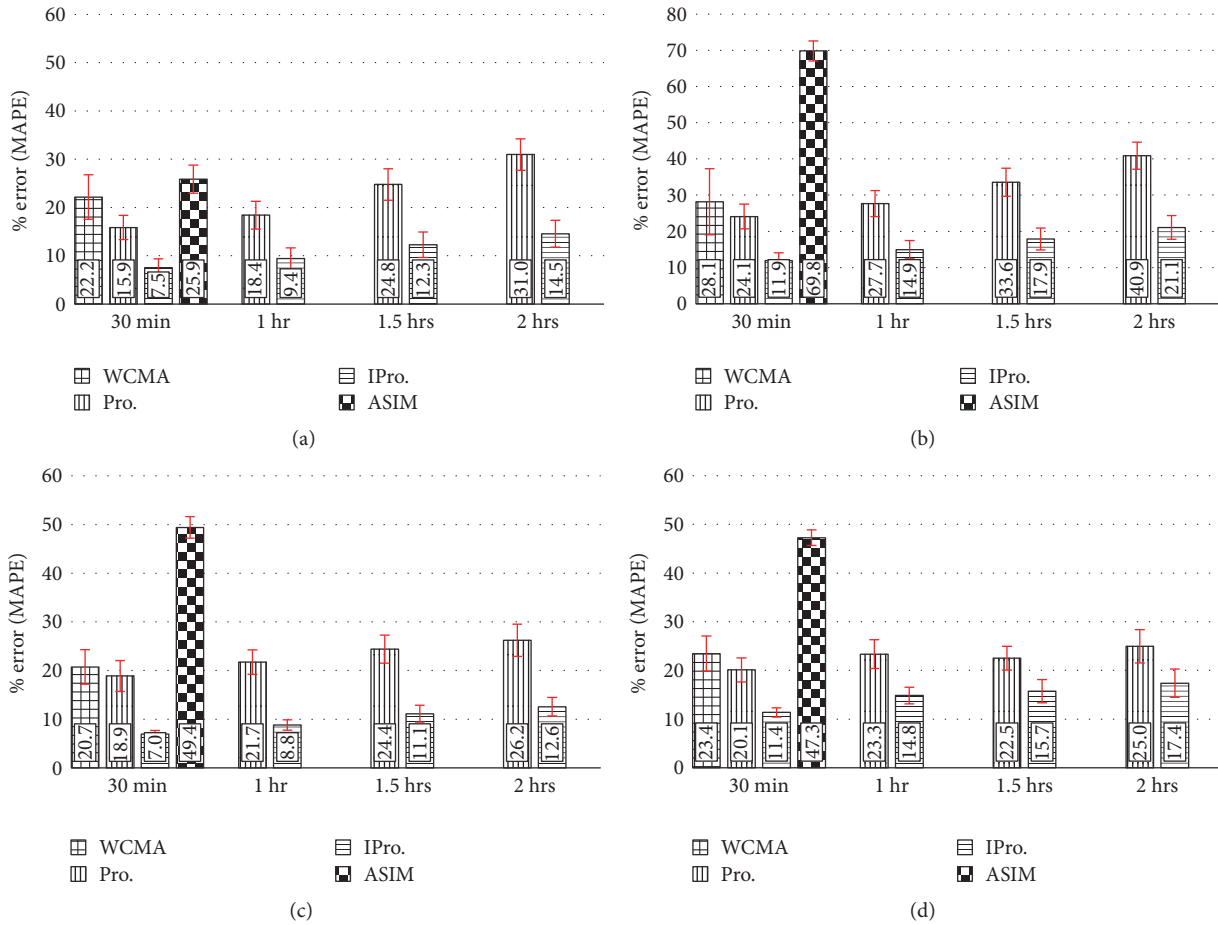 60
50
40
30
20
10
0
% error (MAPE)
22.2
15.9
7.5
25.9
18.4
9.4
24.8
12.3
31.0
14.5
30 min
1 hr
1.5 hrs
2 hrs
WCMA
Pro.
IPro.
ASIM
(a)
80
70
60
50
40
30
20
10
0
% error (MAPE)
28.1
24.1
11.9
69.8
27.7
14.9
33.6
17.9
40.9
21.1
30 min
1 hr
1.5 hrs
2 hrs
WCMA
Pro.
IPro.
ASIM
(b)
60
50
40
30
20
10
0
% error (MAPE)
20.7
18.9
7.0
49.4
21.7
8.8
24.4
11.1
26.2
12.6
30 min
1 hr
1.5 hrs
2 hrs
WCMA
Pro.
IPro.
ASIM
(c)
60
50
40
30
20
10
0
% error (MAPE)
23.4
20.1
11.4
47.3
23.3
14.8
22.5
15.7
25.0
17.4
30 min
1 hr
1.5 hrs
2 hrs
WCMA
Pro.
IPro.
ASIM
(d)